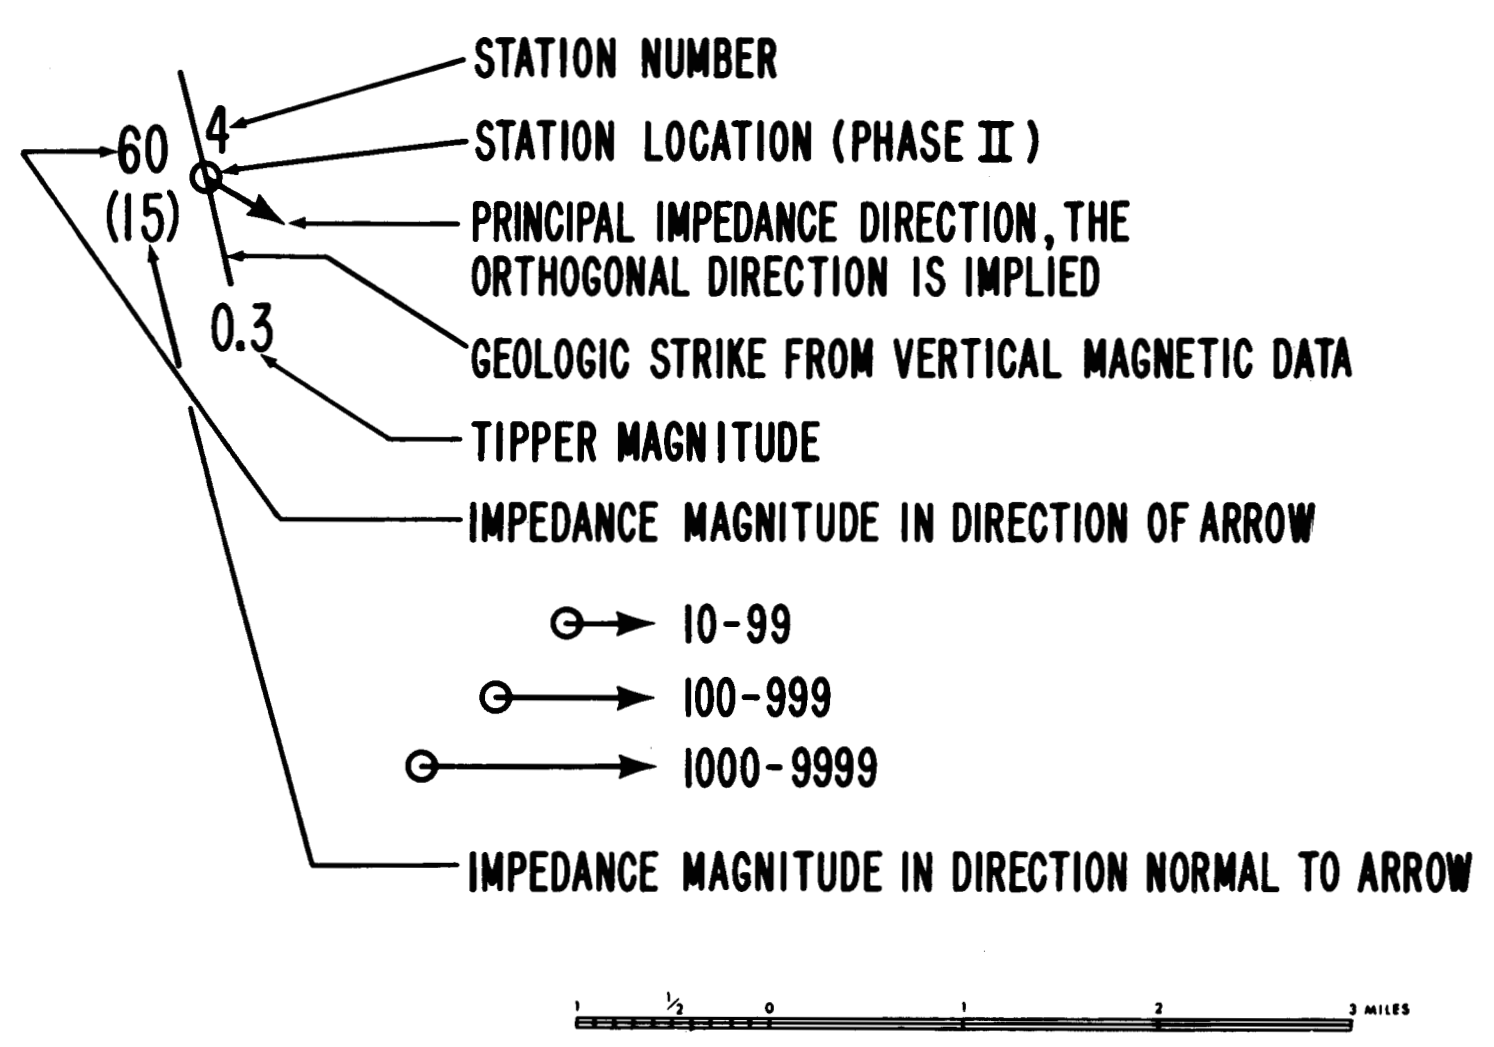 STATION NUMBER
4
60
STATION LOCATION (PHASE II)
(15)
PRINCIPAL IMPEDANCE DIRECTION, THE
ORTHOGONAL DIRECTION IS IMPLIED
0.3
GEOLOGIC STRIKE FROM VERTICAL MAGNETIC DATA
TIPPER MAGNITUDE
IMPEDANCE MAGNITUDE IN DIRECTION OF ARROW
10-99
100-999
1000-9999
IMPEDANCE MAGNITUDE IN DIRECTION NORMAL TO ARROW
1 1/2 0 1 2 3 MILES